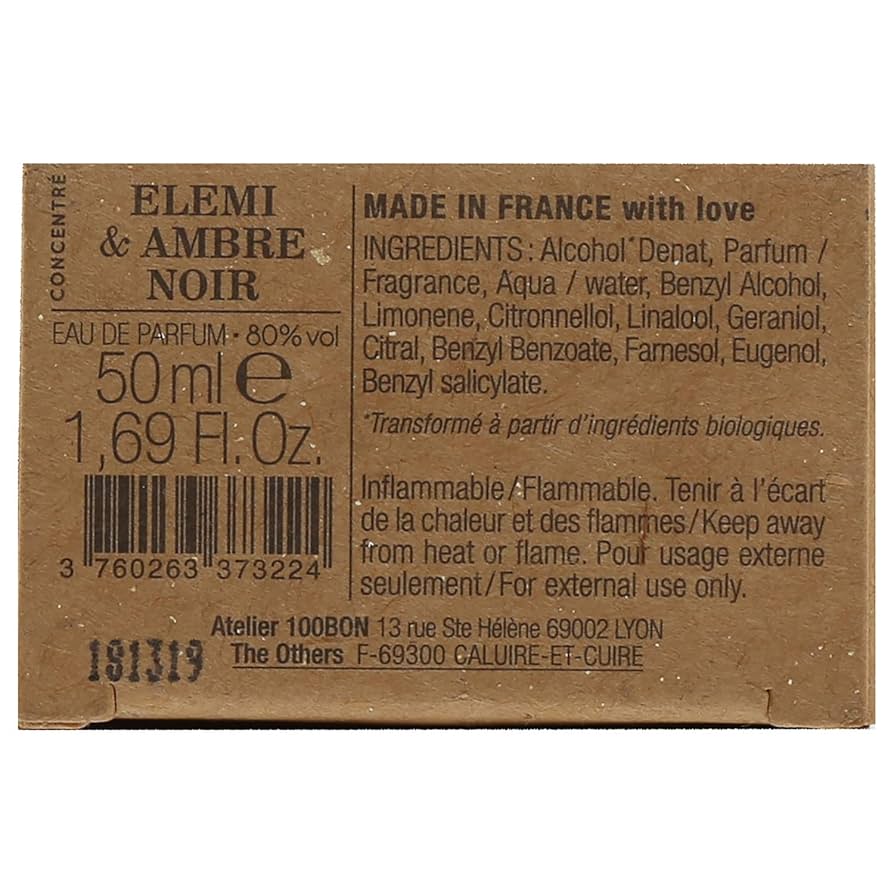 CONCENTRÉ
ELEMI
& AMBRE
NOIR
EAU DE PARFUM • 80% vol
50 ml e
1,69 Fl. Oz.
3 760263 373224
MADE IN FRANCE with love
INGREDIENTS : Alcohol* Denat, Parfum /
Fragrance, Aqua / water, Benzyl Alcohol,
Limonene, Citronnellol, Linalool, Geraniol,
Citral, Benzyl Benzoate, Farnesol, Eugenol,
Benzyl salicylate.
*Transformé à partir d'ingrédients biologiques.
Inflammable/Flammable. Tenir à l'écart
de la chaleur et des flammes/Keep away
from heat or flame. Pour usage externe
seulement/For external use only.
Atelier 100BON 13 rue Ste Hélène 69002 LYON
The Others F-69300 CALUIRE-ET-CUIRE
191319